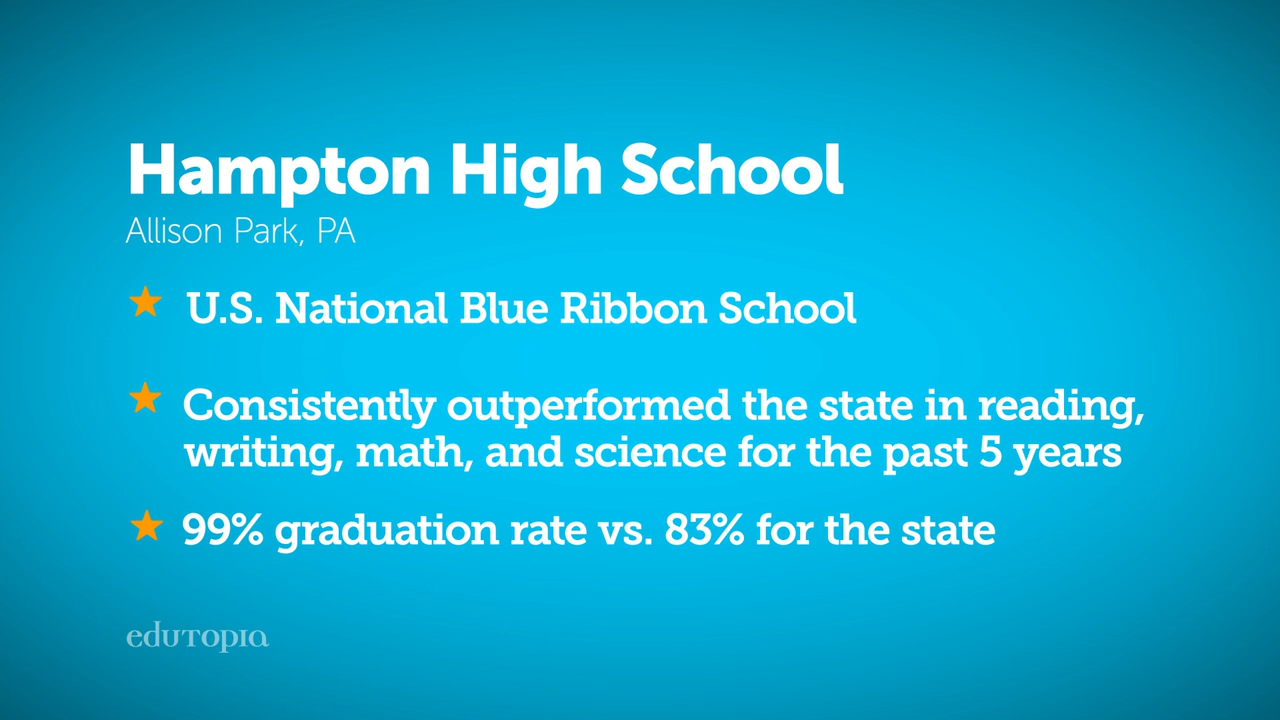 Hampton High School
Allison Park, PA
U.S. National Blue Ribbon School
Consistently outperformed the state in reading,
writing, math, and science for the past 5 years
99% graduation rate vs. 83% for the state
edutopia